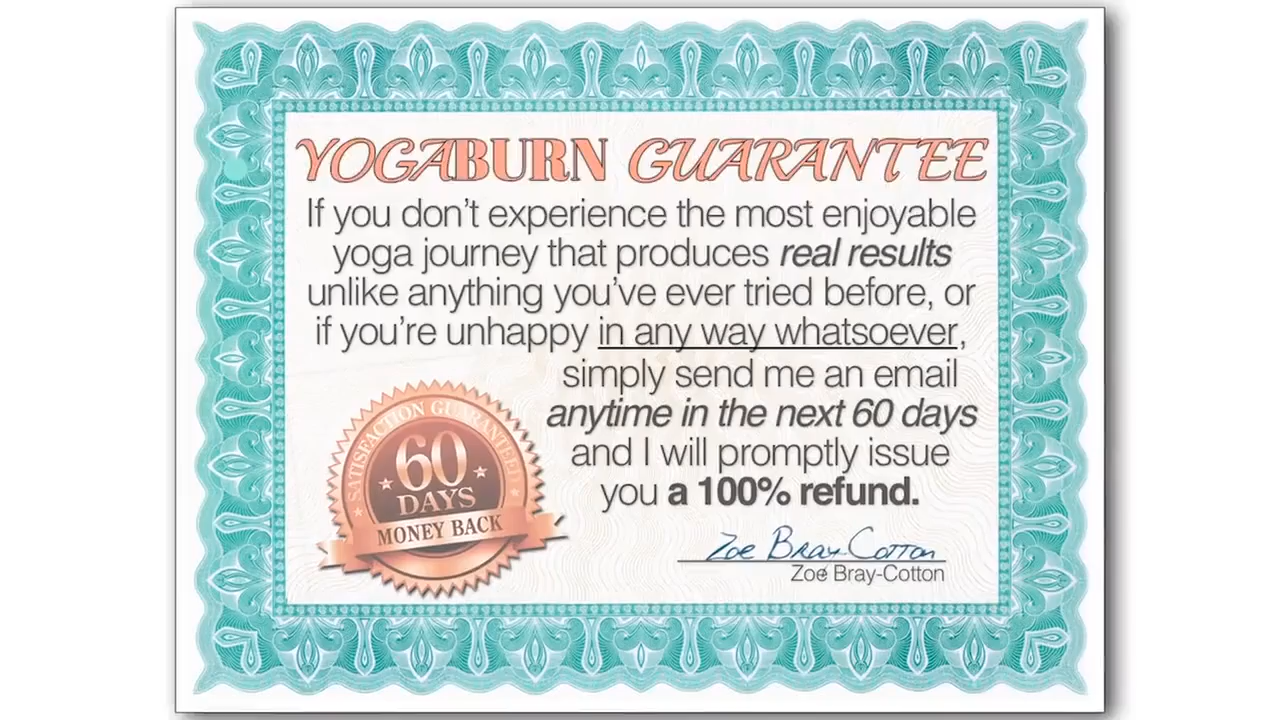 YOGABURN GUARANTEE
If you don't experience the most enjoyable
yoga journey that produces real results
unlike anything you've ever tried before, or
if you're unhappy in any way whatsoever,
simply send me an email
anytime in the next 60 days
and I will promptly issue
you a 100% refund.
SATISFACTION GUARANTEED
60
DAYS
MONEY BACK
Zoe Bray-Cotton
Zoe Bray-Cotton